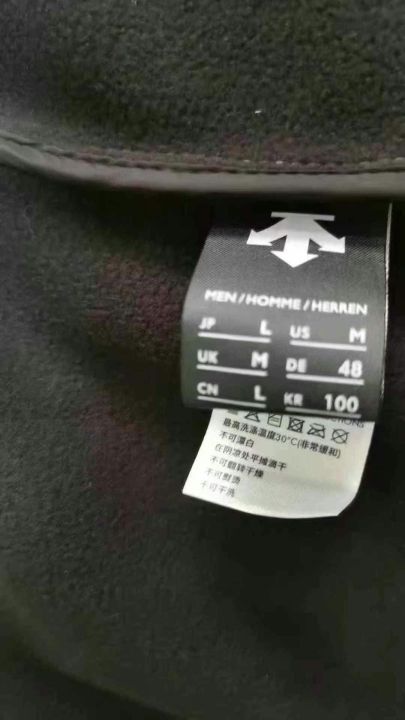 MEN/HOMME/HERREN
JP L US M
UK M DE 48
CN L KR 100
最高洗涤温度30°C(非常缓和)
不可漂白
在阴凉处平摊滴干
不可翻转干燥
不可熨烫
不可干洗